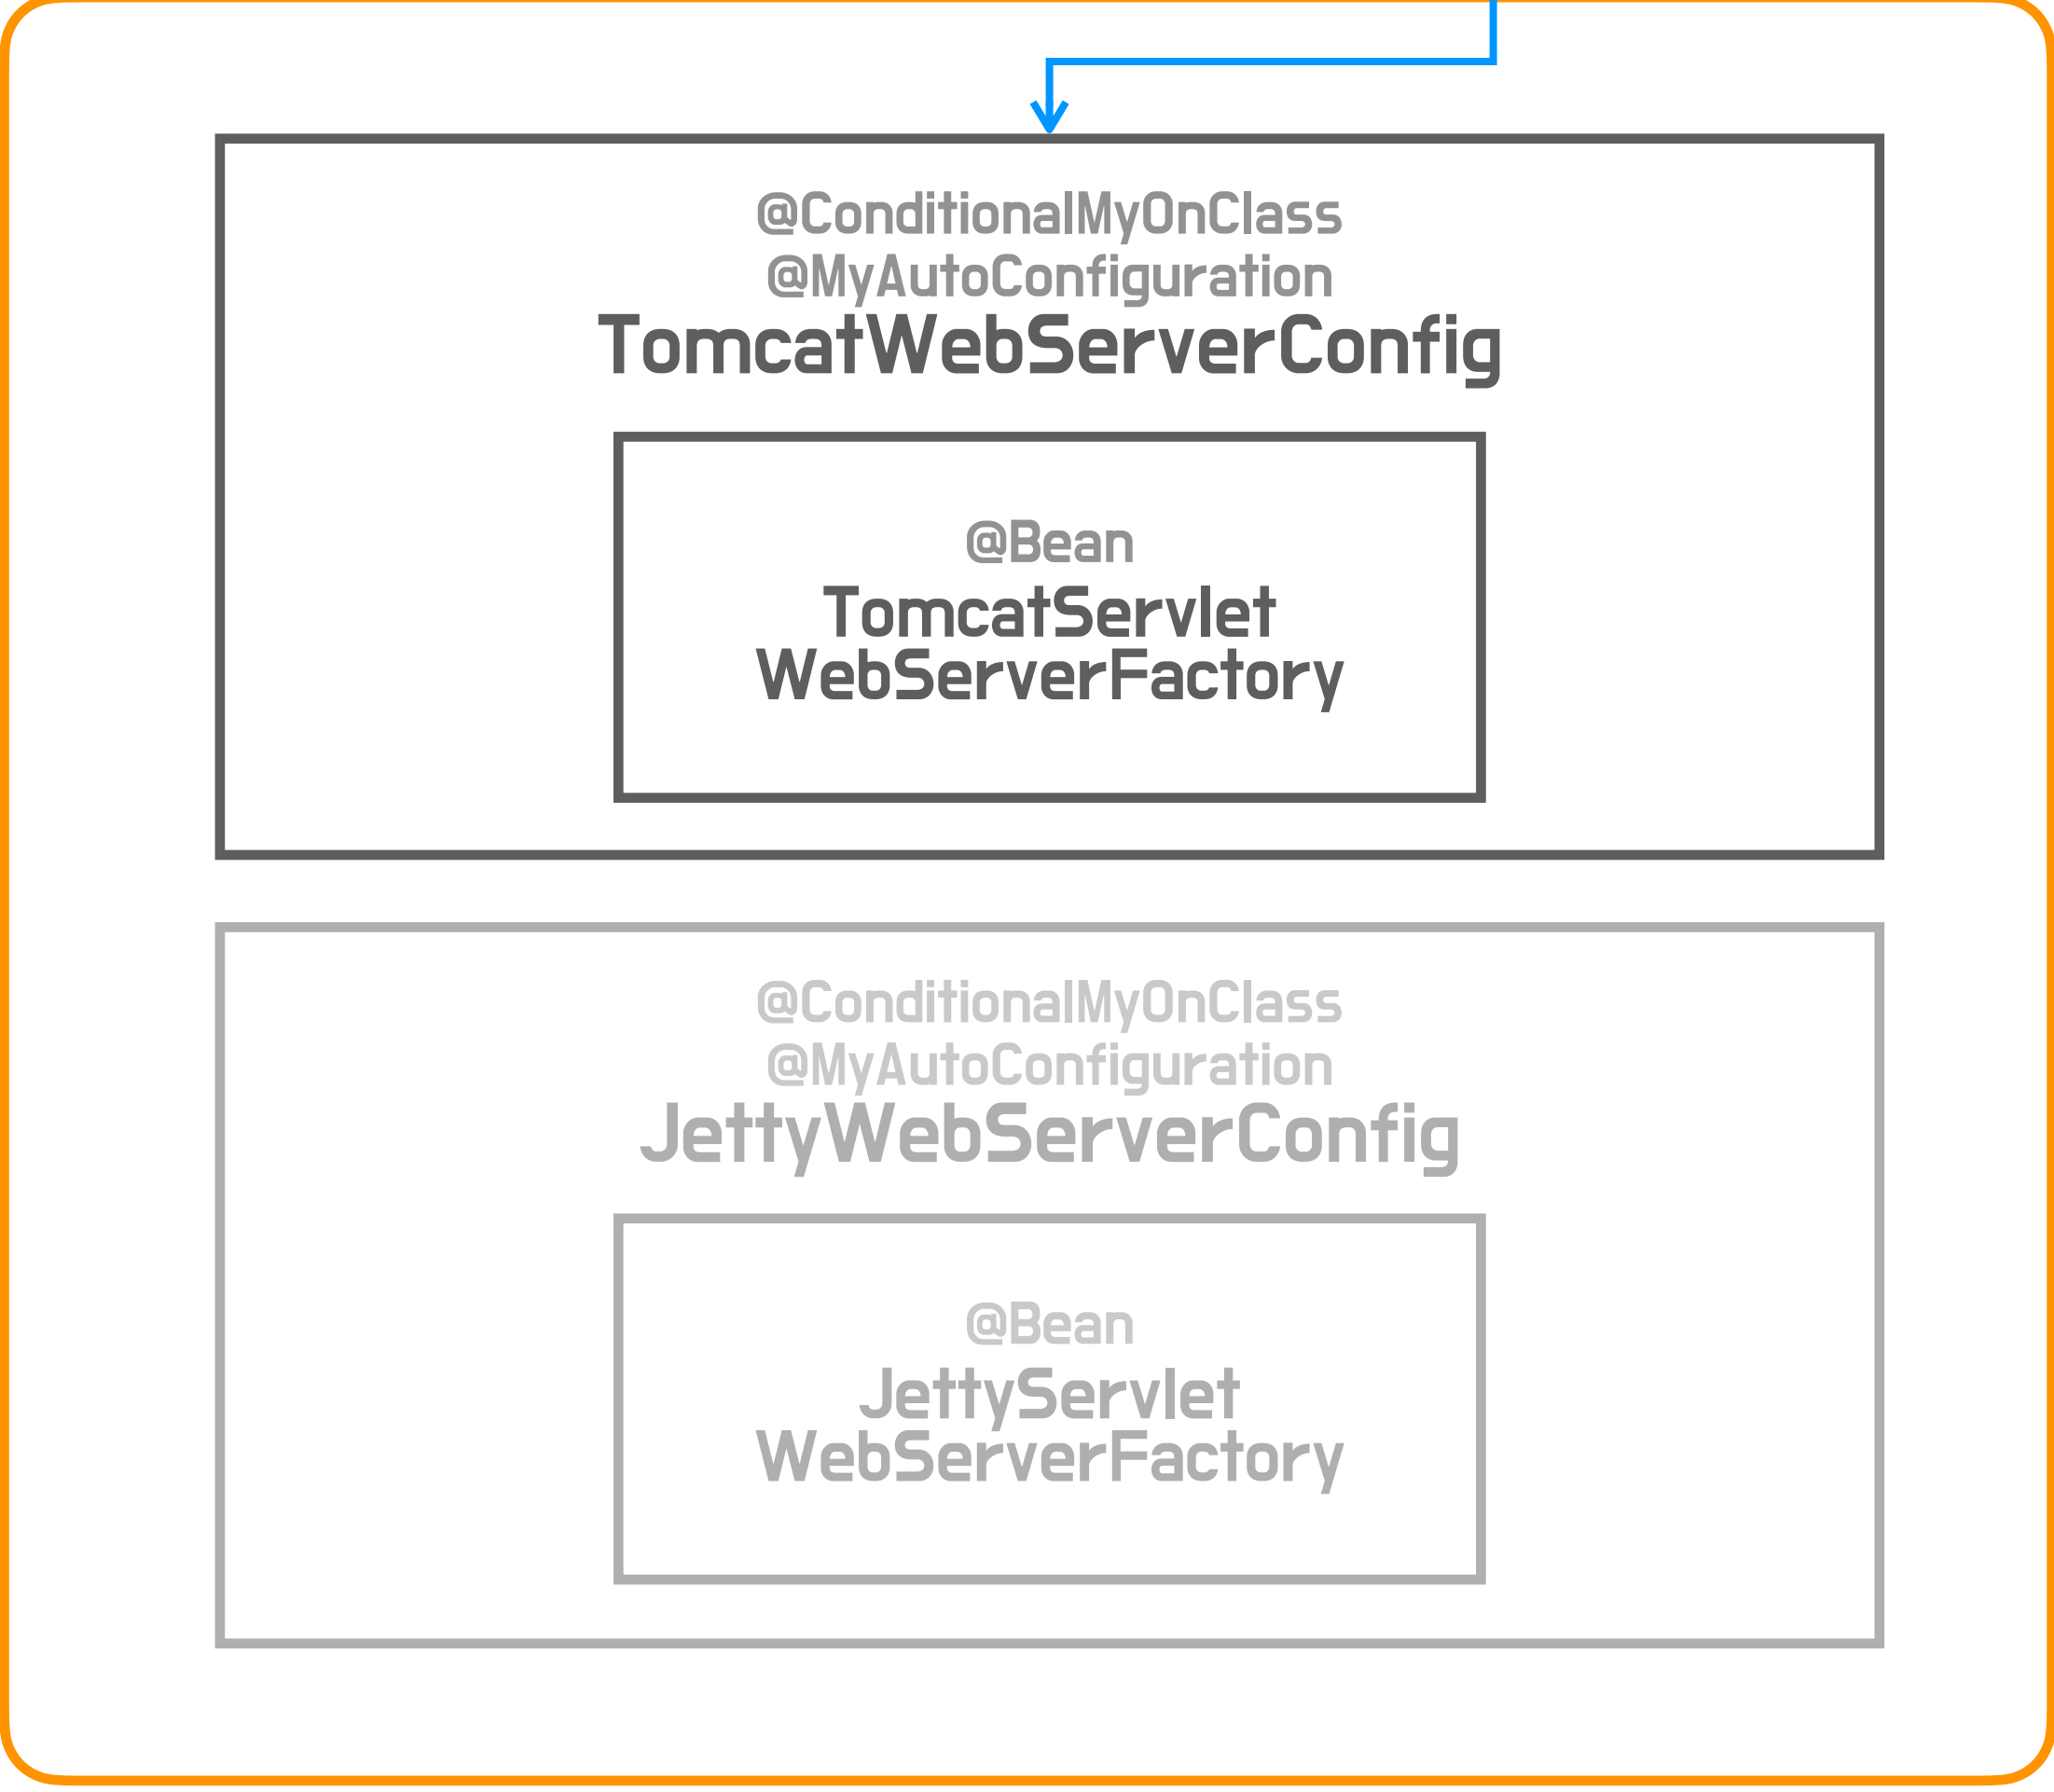 @ConditionalMyOnClass
@MyAutoConfiguration
TomcatWebServerConfig
@Bean
TomcatServlet
WebServerFactory
@ConditionalMyOnClass
@MyAutoConfiguration
JettyWebServerConfig
@Bean
JettyServlet
WebServerFactory